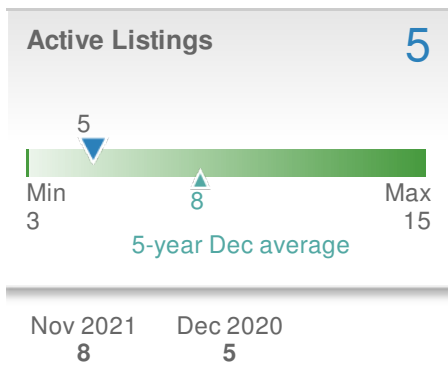 Active Listings 5
5
Min 8 Max
3 15
5-year Dec average
Nov 2021 Dec 2020
8 5